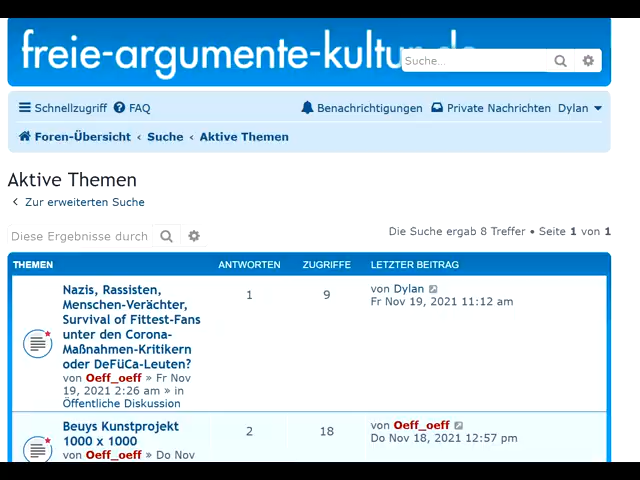 freie-argumente-kultur.de
Suche...
Schnellzugriff FAQ Benachrichtigungen Private Nachrichten Dylan
Foren-Übersicht ‹ Suche ‹ Aktive Themen
Aktive Themen
‹ Zur erweiterten Suche
Diese Ergebnisse durch
Die Suche ergab 8 Treffer • Seite 1 von 1
THEMEN ANTWORTEN ZUGRIFFE LETZTER BEITRAG
Nazis, Rassisten,
Menschen-Verächter,
Survival of Fittest-Fans
unter den Corona-
Maßnahmen-Kritikern
oder DeFüCa-Leuten?
von Oeff_oeff » Fr Nov
19, 2021 2:26 am » in
Öffentliche Diskussion
1
9
von Dylan
Fr Nov 19, 2021 11:12 am
Beuys Kunstprojekt
1000 x 1000
von Oeff_oeff » Do Nov
2
18
von Oeff_oeff
Do Nov 18, 2021 12:57 pm